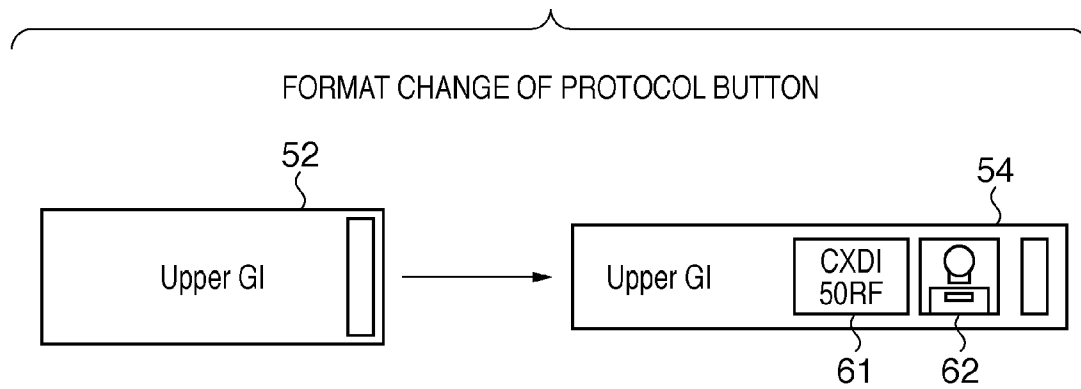 FORMAT CHANGE OF PROTOCOL BUTTON
52
54
Upper GI
Upper GI
CXDI
50RF
61
62